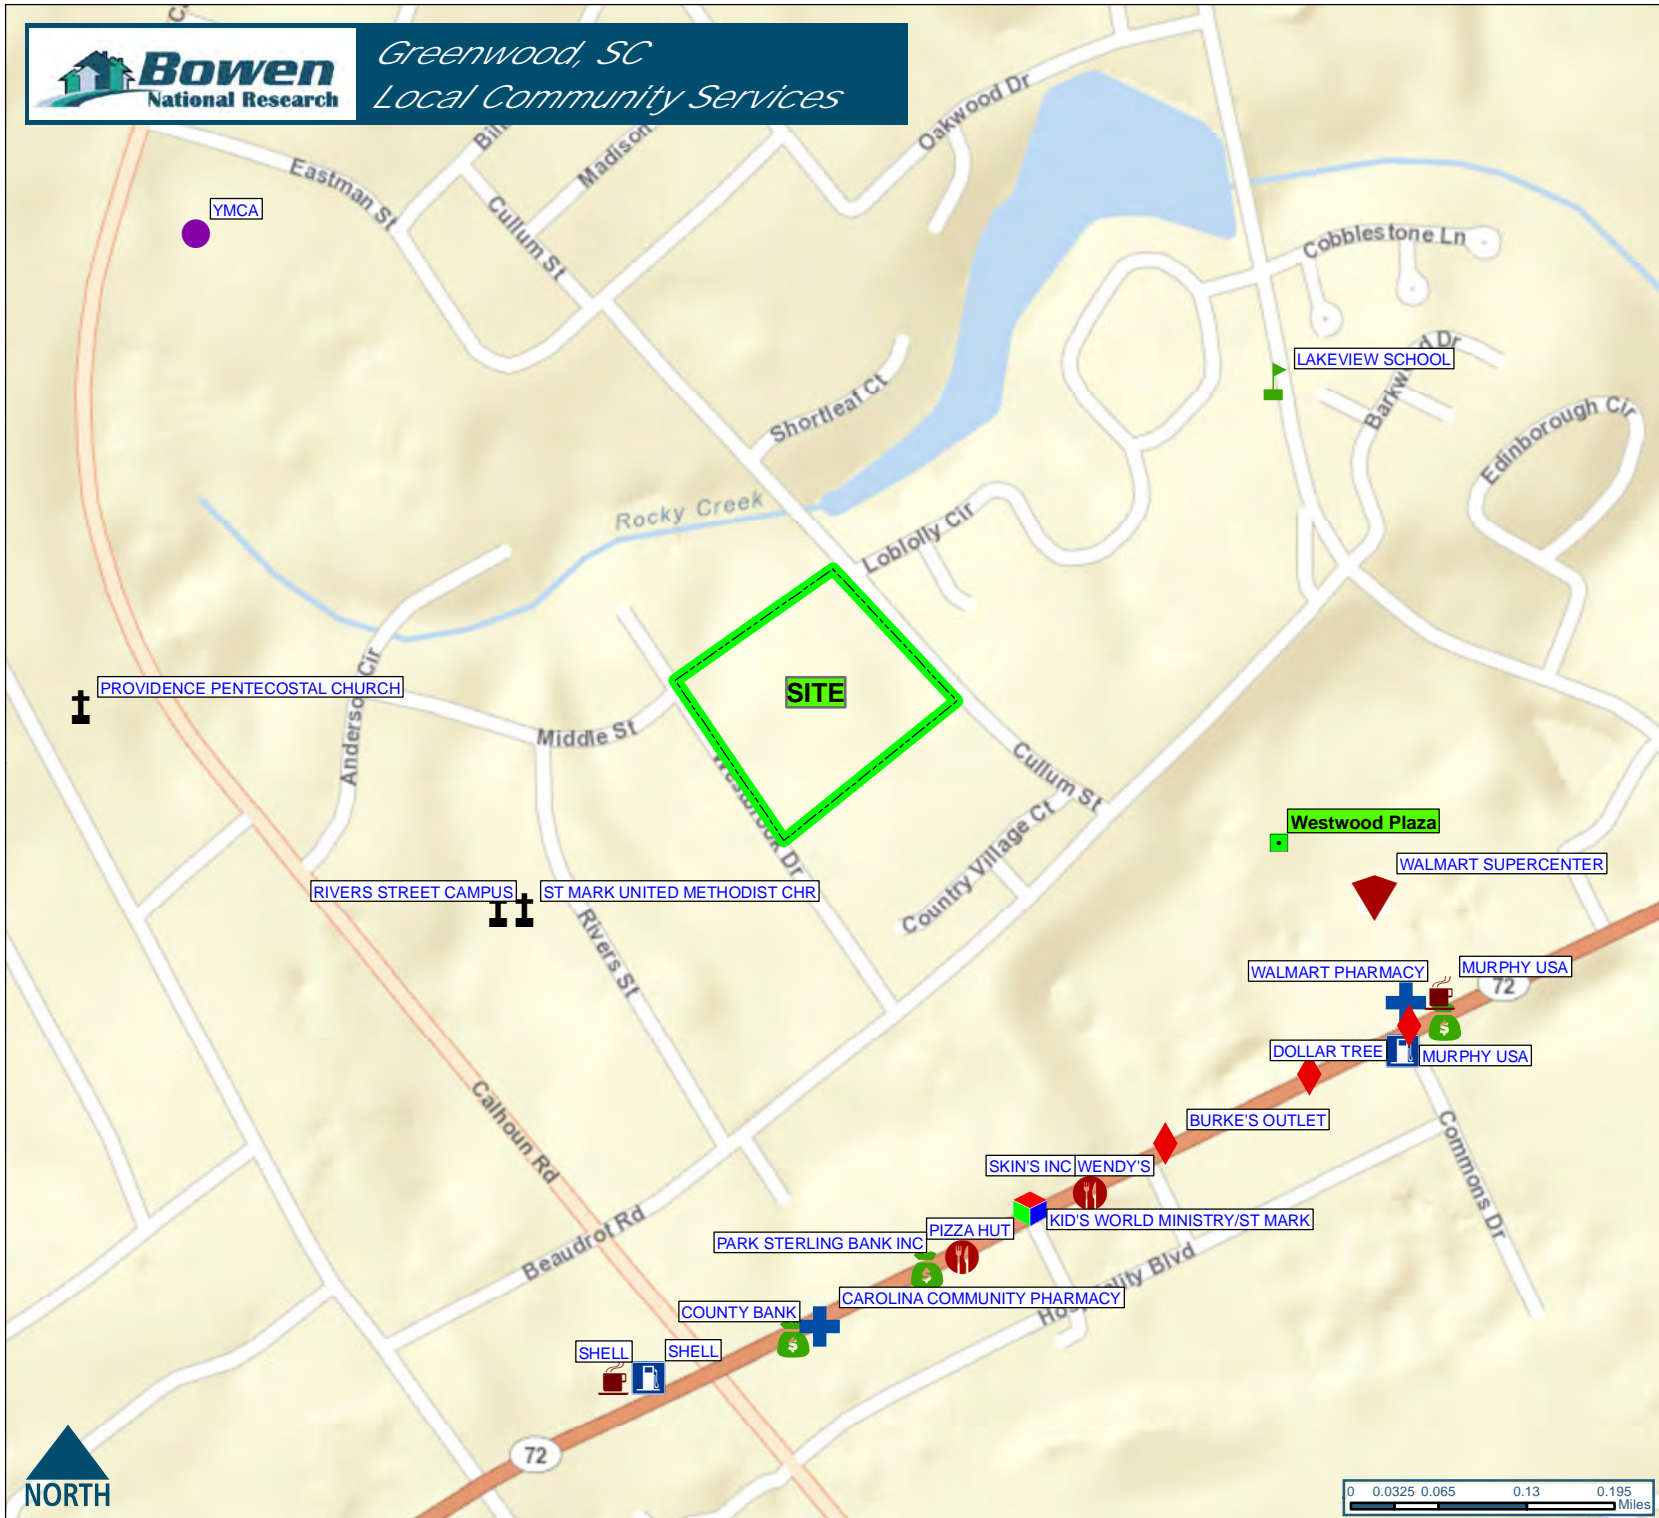 Bowen
National Research
Greenwood, SC
Local Community Services
Oakwood Dr
Madison
Eastman St
Cullum St
YMCA
Cobblestone Ln
LAKEVIEW SCHOOL
Shortleaf Ct
Edinborough Cir
Rocky Creek
Loblolly Cir
PROVIDENCE PENTECOSTAL CHURCH
Anderson Cir
SITE
Middle St
Westbrook Dr
Cullum St
Country Village Ct
Westwood Plaza
WALMART SUPERCENTER
RIVERS STREET CAMPUS
ST MARK UNITED METHODIST CHR
Rivers St
WALMART PHARMACY
MURPHY USA
72
$
DOLLAR TREE
MURPHY USA
BURKE'S OUTLET
Commons Dr
Calhoun Rd
SKIN'S INC
WENDY'S
KID'S WORLD MINISTRY/ST MARK
PIZZA HUT
PARK STERLING BANK INC
$
Beaudrot Rd
CAROLINA COMMUNITY PHARMACY
COUNTY BANK
$
SHELL
SHELL
72
NORTH
0 0.0325 0.065 0.13 0.195
Miles